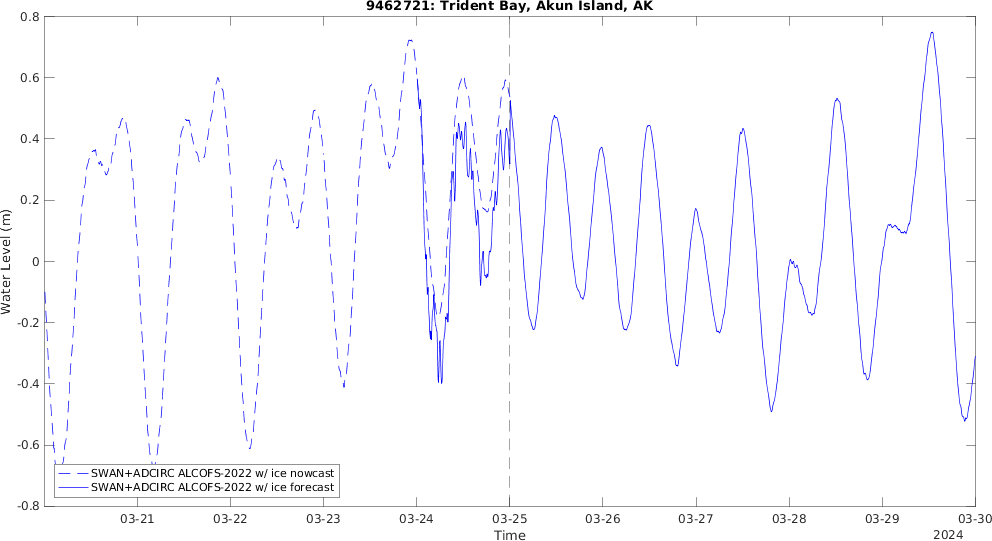 9462721: Trident Bay, Akun Island, AK
0.8
0.6
0.4
0.2
0
-0.2
-0.4
-0.6
-0.8
Water Level (m)
SWAN+ADCIRC ALCOFS-2022 w/ ice nowcast
SWAN+ADCIRC ALCOFS-2022 w/ ice forecast
03-21 03-22 03-23 03-24 03-25 03-26 03-27 03-28 03-29 03-30
Time
2024